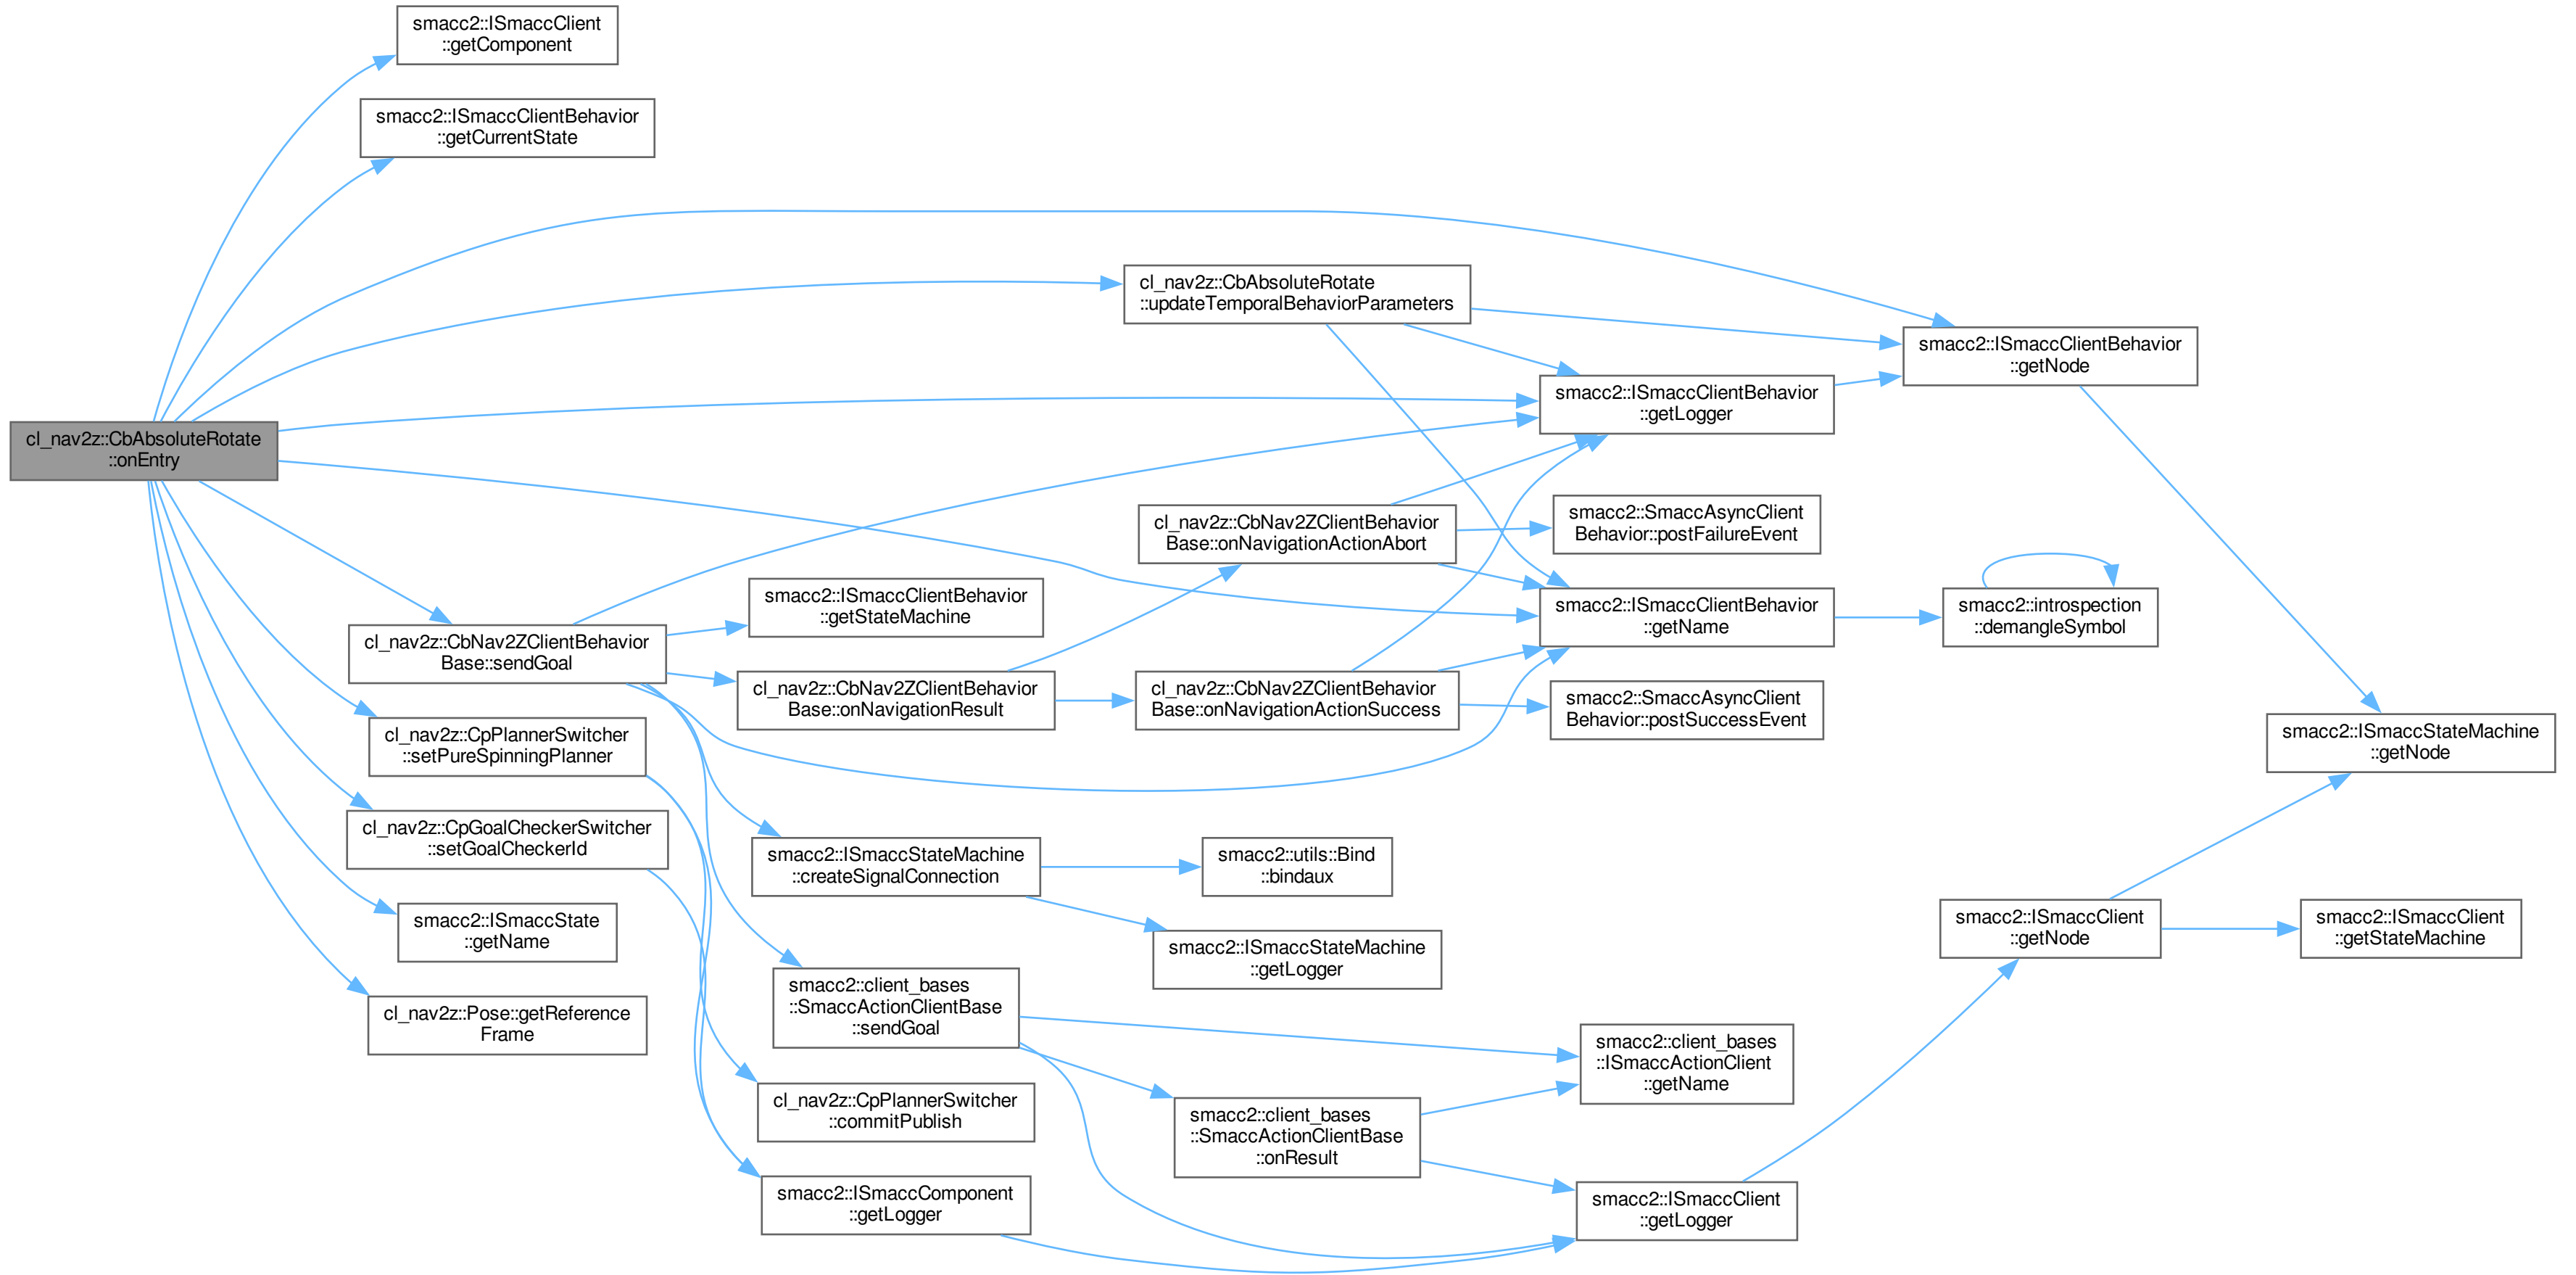 smacc2::ISmaccClient
::getComponent
smacc2::ISmaccClientBehavior
::getCurrentState
cl_nav2z::CbAbsoluteRotate
::updateTemporalBehaviorParameters
smacc2::ISmaccClientBehavior
::getNode
smacc2::ISmaccClientBehavior
::getLogger
cl_nav2z::CbAbsoluteRotate
::onEntry
cl_nav2z::CbNav2ZClientBehavior
Base::onNavigationActionAbort
smacc2::SmaccAsyncClient
Behavior::postFailureEvent
smacc2::ISmaccClientBehavior
::getStateMachine
smacc2::ISmaccClientBehavior
::getName
smacc2::introspection
::demangleSymbol
cl_nav2z::CbNav2ZClientBehavior
Base::sendGoal
cl_nav2z::CbNav2ZClientBehavior
Base::onNavigationResult
cl_nav2z::CbNav2ZClientBehavior
Base::onNavigationActionSuccess
smacc2::SmaccAsyncClient
Behavior::postSuccessEvent
cl_nav2z::CpPlannerSwitcher
::setPureSpinningPlanner
smacc2::ISmaccStateMachine
::getNode
cl_nav2z::CpGoalCheckerSwitcher
::setGoalCheckerId
smacc2::ISmaccStateMachine
::createSignalConnection
smacc2::utils::Bind
::bindaux
smacc2::ISmaccState
::getName
smacc2::ISmaccStateMachine
::getLogger
smacc2::ISmaccClient
::getNode
smacc2::ISmaccClient
::getStateMachine
cl_nav2z::Pose::getReference
Frame
smacc2::client_bases
::SmaccActionClientBase
::sendGoal
smacc2::client_bases
::ISmaccActionClient
::getName
cl_nav2z::CpPlannerSwitcher
::commitPublish
smacc2::client_bases
::SmaccActionClientBase
::onResult
smacc2::ISmaccComponent
::getLogger
smacc2::ISmaccClient
::getLogger